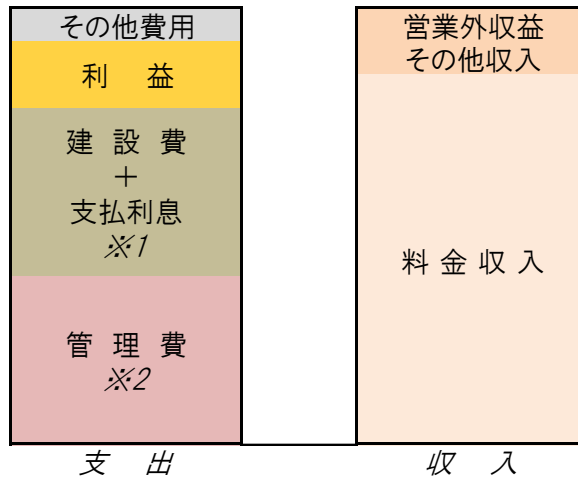 その他費用
利　益
建 設 費
＋
支払利息
※1
管 理 費
※2
支　出
営業外収益
その他収入
料 金 収 入
収　入